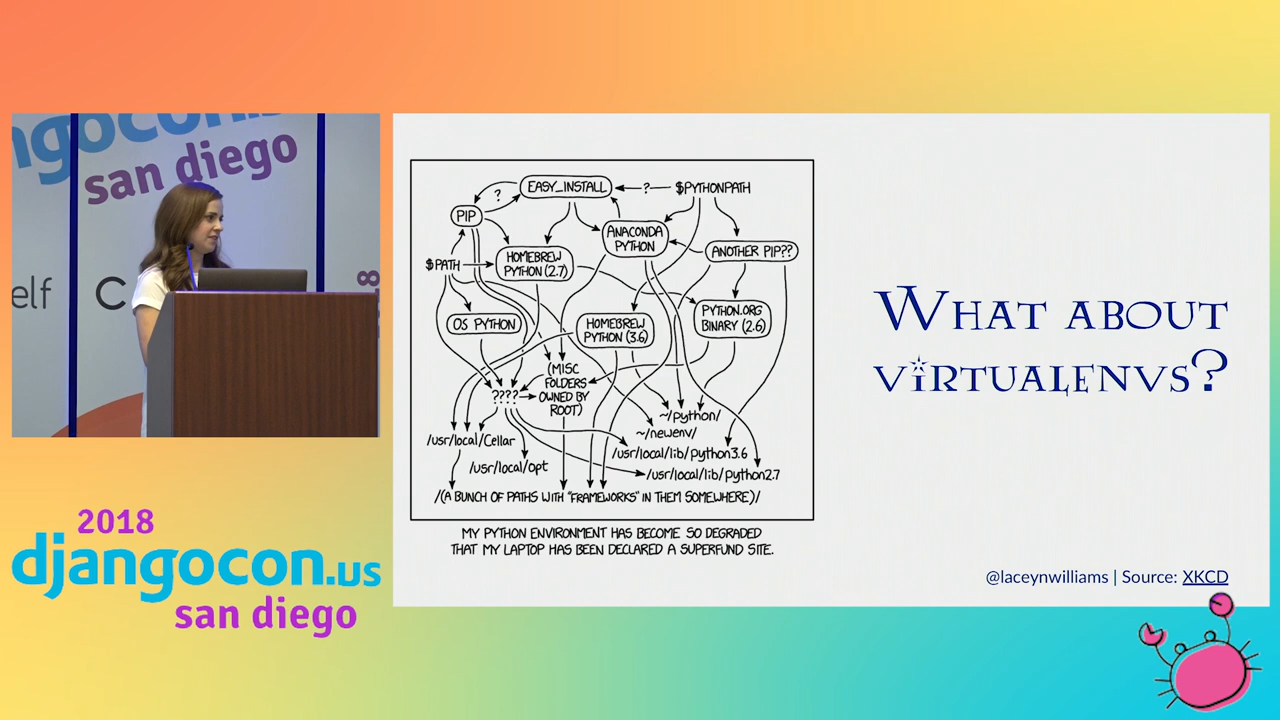 ngocon.us
san diego
elf
C
18
2018
djangocon.us
san diego
EASY_INSTALL
?
$PYTHONPATH
?
PIP
ANACONDA
PYTHON
ANOTHER PIP??
$PATH
HOMEBREW
PYTHON (2.7)
OS PYTHON
HOMEBREW
PYTHON (3.6)
PYTHON.ORG
BINARY (2.6)
(MISC
FOLDERS
OWNED BY
ROOT)
????
~/python/
~/newenv/
/usr/local/Cellar
/usr/local/lib/python3.6
/usr/local/opt
/usr/local/lib/python2.7
/(A BUNCH OF PATHS WITH "FRAMEWORKS" IN THEM SOMEWHERE)/
MY PYTHON ENVIRONMENT HAS BECOME SO DEGRADED
THAT MY LAPTOP HAS BEEN DECLARED A SUPERFUND SITE.
What about
virtualenvs?
@laceynwilliams | Source: XKCD